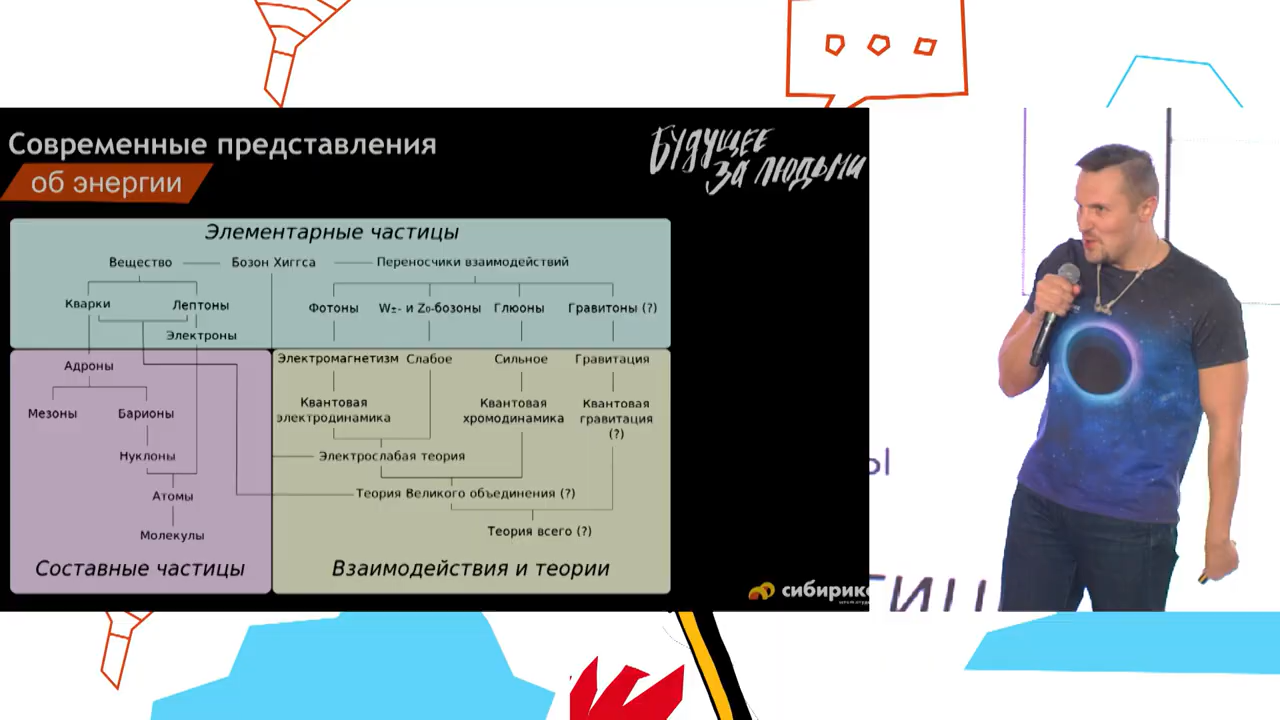 Современные представления
об энергии
БУДУЩЕЕ
ЗА ЛЮДЬМИ
Элементарные частицы
Вещество
Бозон Хиггса
Переносчики взаимодействий
Кварки
Лептоны
Фотоны
W±- и Z0-бозоны
Глюоны
Гравитоны (?)
Электроны
Адроны
Электромагнетизм
Слабое
Сильное
Гравитация
Мезоны
Барионы
Квантовая
электродинамика
Квантовая
хромодинамика
Квантовая
гравитация
(?)
Нуклоны
Электрослабая теория
Атомы
Теория Великого объединения (?)
Молекулы
Теория всего (?)
Составные частицы
Взаимодействия и теории